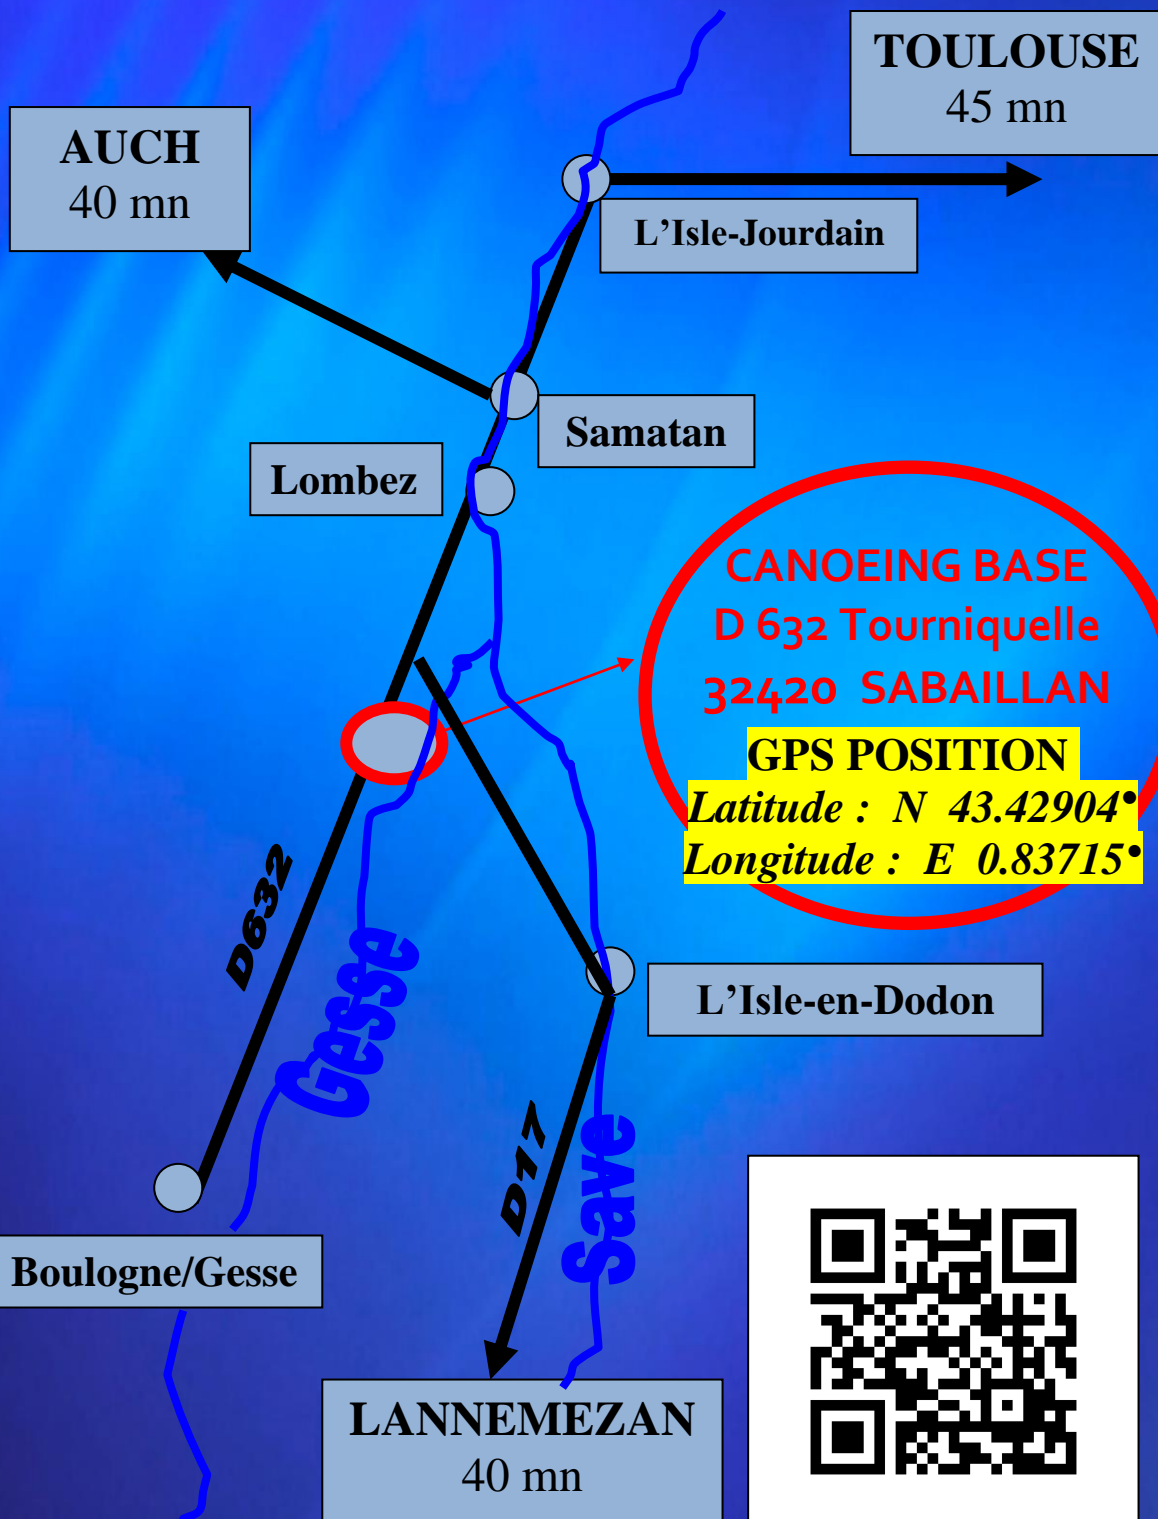 TOULOUSE
45 mn
AUCH
40 mn
L'Isle-Jourdain
Samatan
Lombez
CANOEING BASE
D 632 Tourniquelle
32420 SABAILLAN
GPS POSITION
Latitude : N 43.42904°
Longitude : E 0.83715°
D632
Gesse
L'Isle-en-Dodon
D17
Save
Boulogne/Gesse
LANNEMEZAN
40 mn